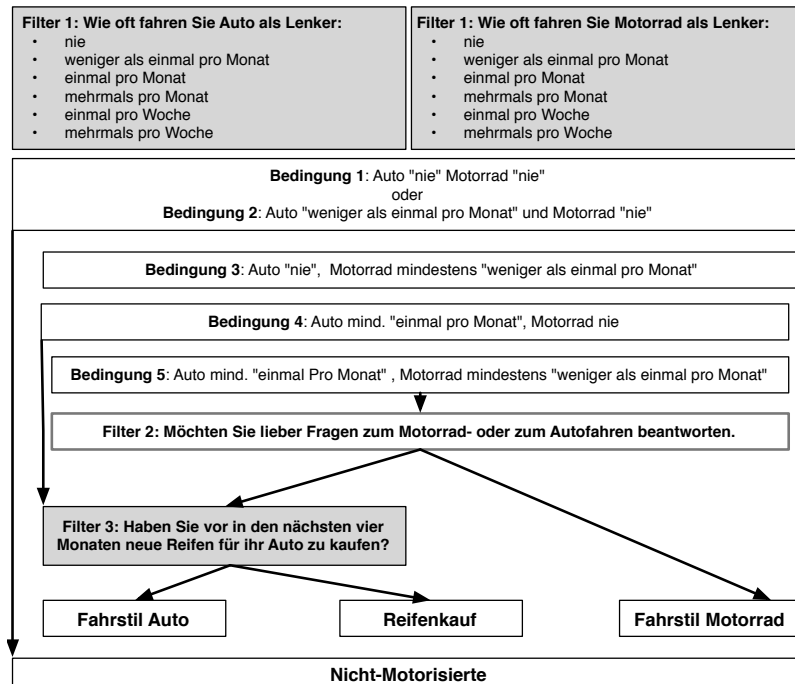 Filter 1: Wie oft fahren Sie Auto als Lenker:
• nie
• weniger als einmal pro Monat
• einmal pro Monat
• mehrmals pro Monat
• einmal pro Woche
• mehrmals pro Woche
Filter 1: Wie oft fahren Sie Motorrad als Lenker:
• nie
• weniger als einmal pro Monat
• einmal pro Monat
• mehrmals pro Monat
• einmal pro Woche
• mehrmals pro Woche
Bedingung 1: Auto "nie" Motorrad "nie"
oder
Bedingung 2: Auto "weniger als einmal pro Monat" und Motorrad "nie"
Bedingung 3: Auto "nie", Motorrad mindestens "weniger als einmal pro Monat"
Bedingung 4: Auto mind. "einmal pro Monat", Motorrad nie
Bedingung 5: Auto mind. "einmal Pro Monat" , Motorrad mindestens "weniger als einmal pro Monat"
Filter 2: Möchten Sie lieber Fragen zum Motorrad- oder zum Autofahren beantworten.
Filter 3: Haben Sie vor in den nächsten vier
Monaten neue Reifen für ihr Auto zu kaufen?
Fahrstil Auto
Reifenkauf
Fahrstil Motorrad
Nicht-Motorisierte